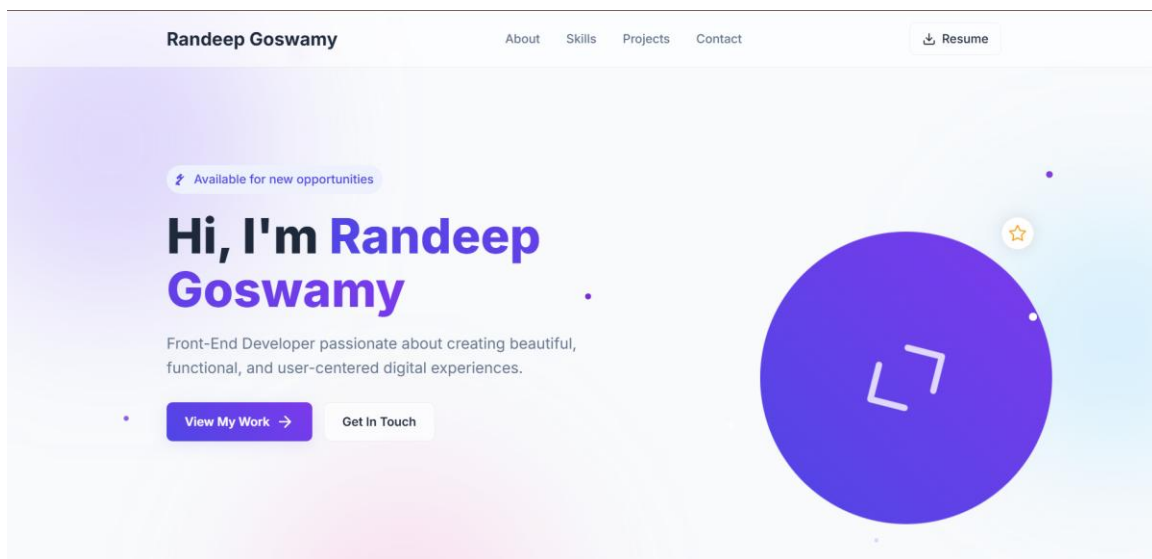 Randeep Goswamy
About
Skills
Projects
Contact
Resume
Available for new opportunities
Hi, I'm Randeep
Goswamy
Front-End Developer passionate about creating beautiful,
functional, and user-centered digital experiences.
View My Work
Get In Touch